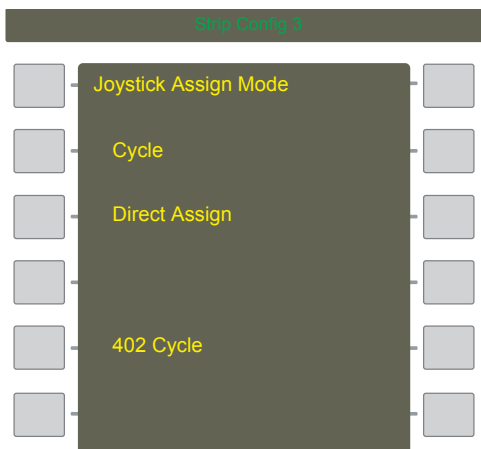 Strip Config 3
Joystick Assign Mode
Cycle
Direct Assign
402 Cycle